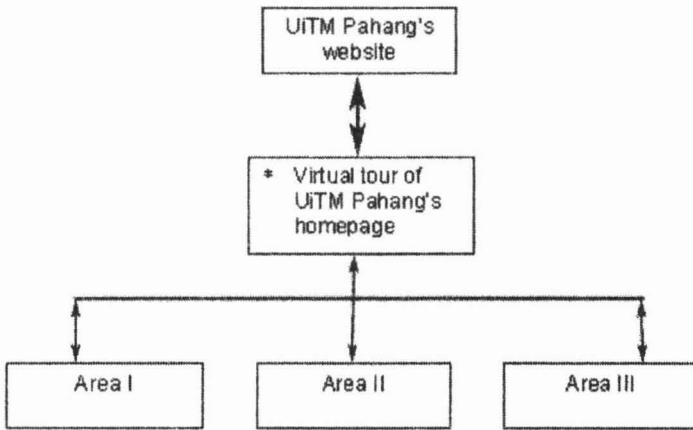 UiTM Pahang's
website
* Virtual tour of
UiTM Pahang's
homepage
Area I
Area II
Area III